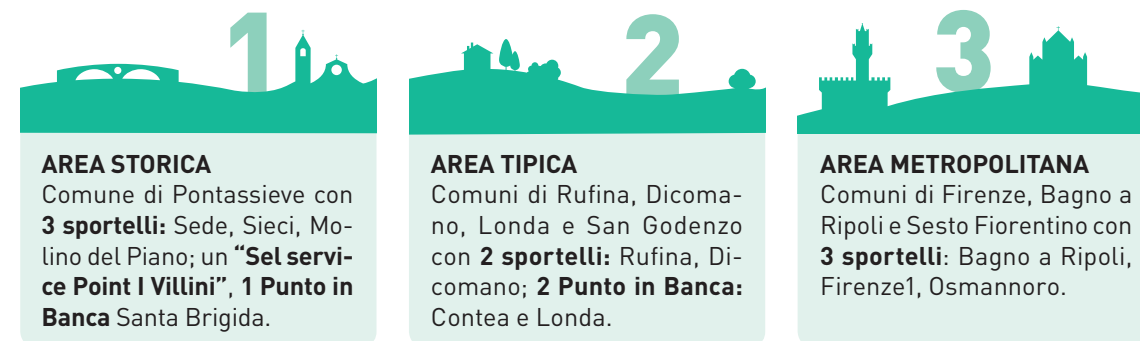 1
AREA STORICA
Comune di Pontassieve con
3 sportelli: Sede, Sieci, Mo-
lino del Piano; un “Sel servi-
ce Point I Villini”, 1 Punto in
Banca Santa Brigida.
2
AREA TIPICA
Comuni di Rufina, Dicoma-
no, Londa e San Godenzo
con 2 sportelli: Rufina, Di-
comano; 2 Punto in Banca:
Contea e Londa.
3
AREA METROPOLITANA
Comuni di Firenze, Bagno a
Ripoli e Sesto Fiorentino con
3 sportelli: Bagno a Ripoli,
Firenze1, Osmannoro.